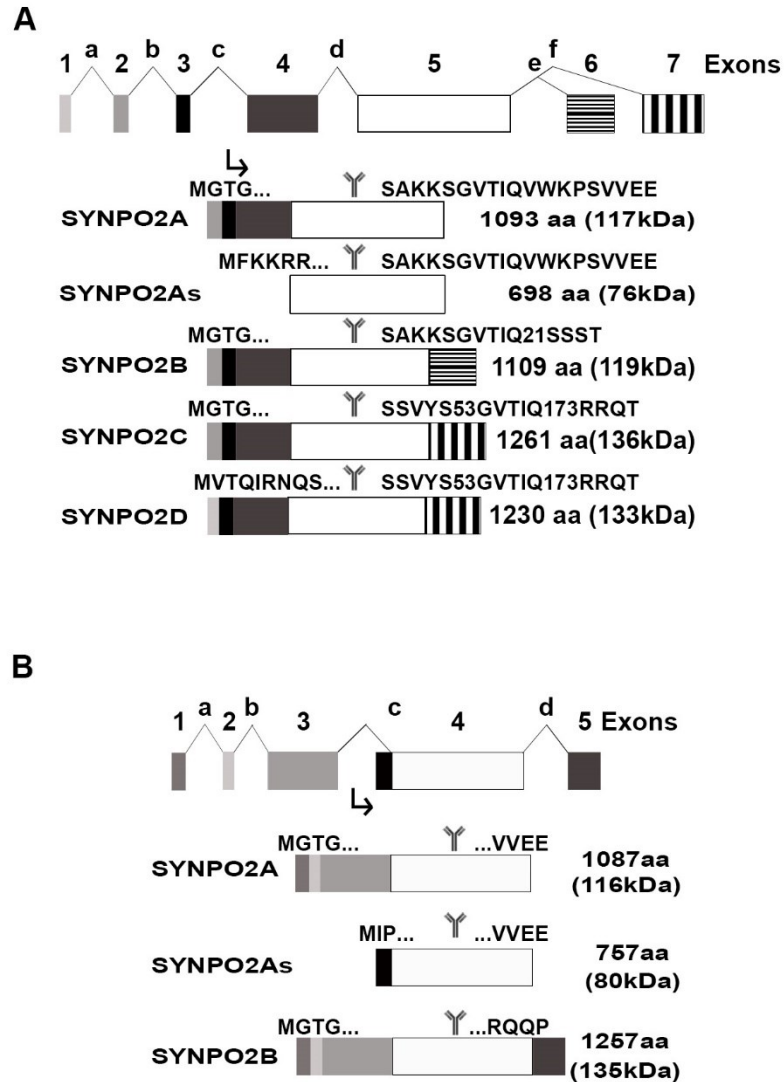 A
a b c d e f
1 2 3 4 5 6 7 Exons
MGTG... SAKKSGVTIQVWKPSVVEE
SYNPO2A 1093 aa (117kDa)
MFKKRR... SAKKSGVTIQVWKPSVVEE
SYNPO2As 698 aa (76kDa)
MGTG... SAKKSGVTIQ21SSST
SYNPO2B 1109 aa (119kDa)
MGTG... SSVYS53GVTIQ173RRQT
SYNPO2C 1261 aa(136kDa)
MVTQIRNQS... SSVYS53GVTIQ173RRQT
SYNPO2D 1230 aa (133kDa)
B
a b c d
1 2 3 4 5 Exons
MGTG... ...VVEE
SYNPO2A 1087aa
(116kDa)
MIP... ...VVEE
SYNPO2As 757aa
(80kDa)
MGTG... ...RQQP
SYNPO2B 1257aa
(135kDa)